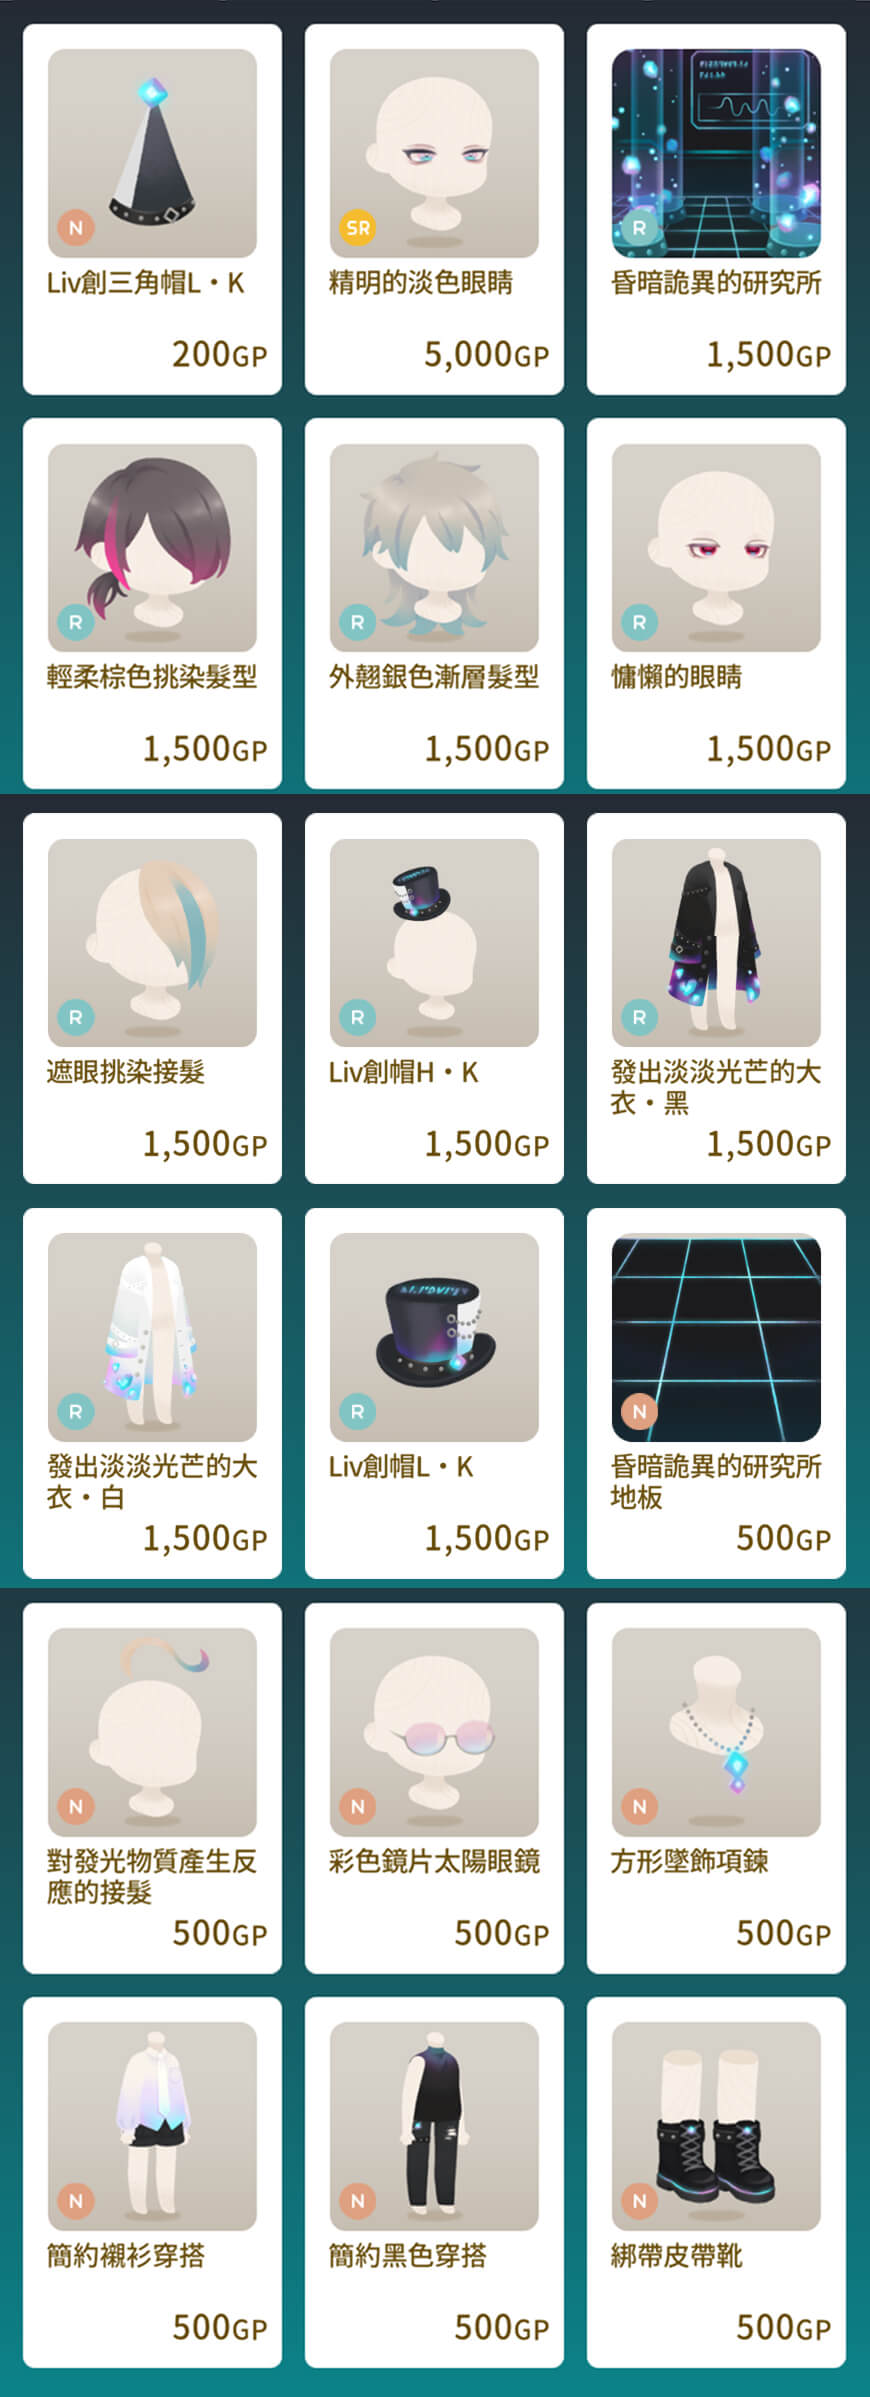 N
SR
R
Liv創三角帽L・K
精明的淡色眼睛
昏暗詭異的研究所
200GP
5,000GP
1,500GP
R
R
R
輕柔棕色挑染髮型
外翹銀色漸層髮型
慵懶的眼睛
1,500GP
1,500GP
1,500GP
R
R
R
遮眼挑染接髮
Liv創帽H・K
發出淡淡光芒的大
衣・黑
1,500GP
1,500GP
1,500GP
R
R
N
發出淡淡光芒的大
衣・白
Liv創帽L・K
昏暗詭異的研究所
地板
1,500GP
1,500GP
500GP
N
N
N
對發光物質產生反
應的接髮
彩色鏡片太陽眼鏡
方形墜飾項鍊
500GP
500GP
500GP
N
N
N
簡約襯衫穿搭
簡約黑色穿搭
綁帶皮帶靴
500GP
500GP
500GP